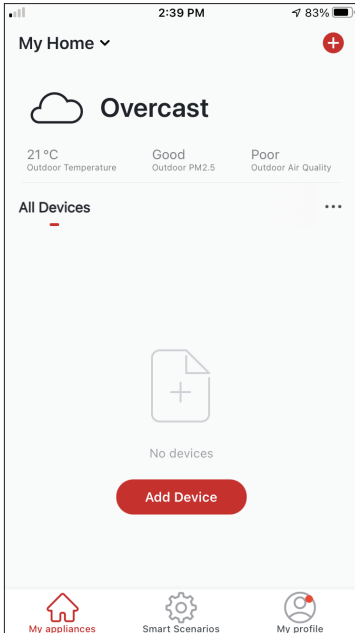 2:39 PM
83%
My Home
Overcast
21 °C Good Poor
Outdoor Temperature Outdoor PM2.5 Outdoor Air Quality
All Devices
No devices
Add Device
My appliances Smart Scenarios My profile